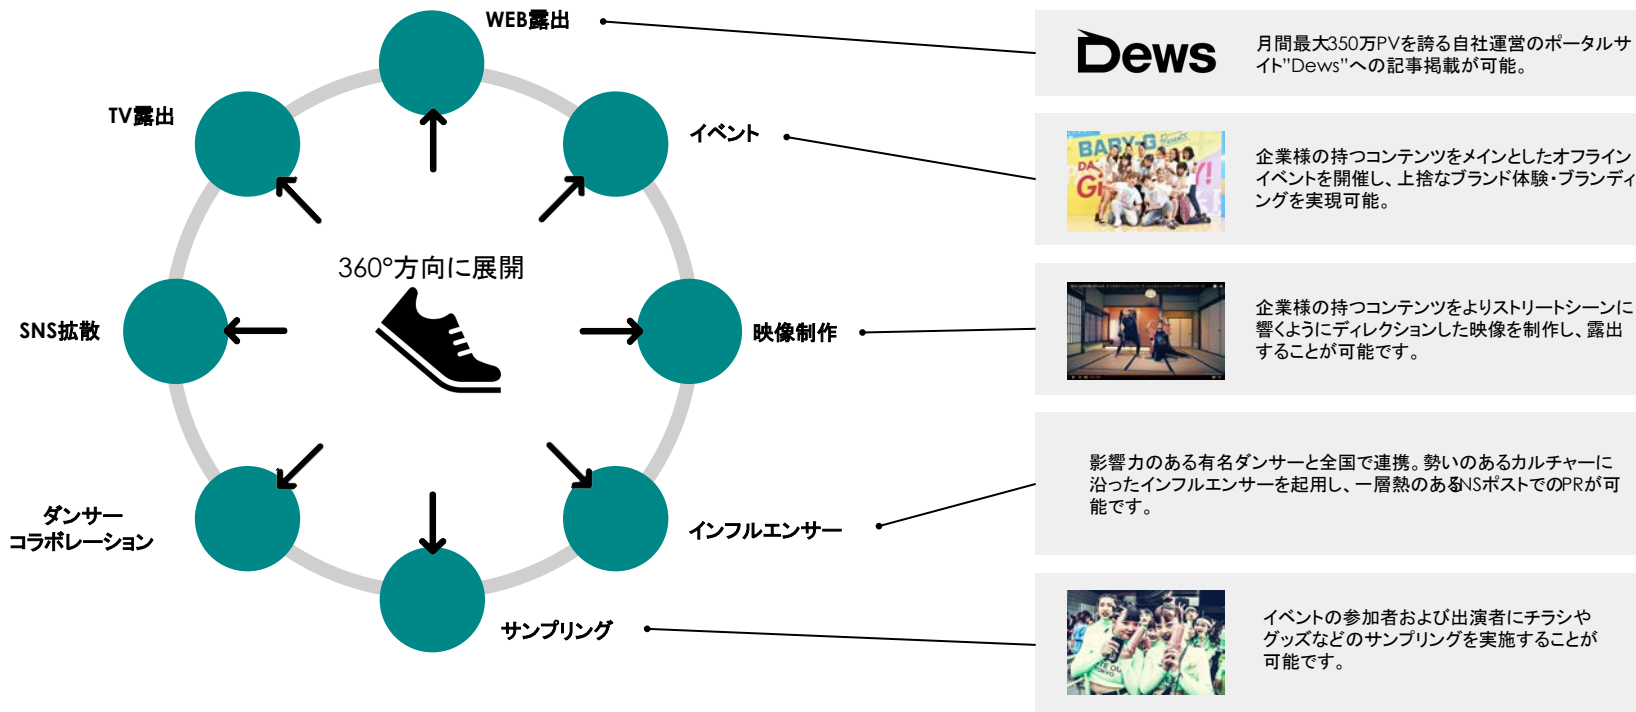 WEB露出
TV露出
イベント
360°方向に展開
SNS拡散
映像制作
ダンサー
コラボレーション
インフルエンサー
サンプリング
Dews
月間最大350万PVを誇る自社運営のポータルサ
イト”Dews”への記事掲載が可能。
BABY-G
企業様の持つコンテンツをメインとしたオフライン
イベントを開催し、上捨なブランド体験・ブランディ
ングを実現可能。
企業様の持つコンテンツをよりストリートシーンに
響くようにディレクションした映像を制作し、露出
することが可能です。
影響力のある有名ダンサーと全国で連携。勢いのあるカルチャーに
沿ったインフルエンサーを起用し、一層熱のあるSNSポストでのPRが可
能です。
イベントの参加者および出演者にチラシや
グッズなどのサンプリングを実施することが
可能です。